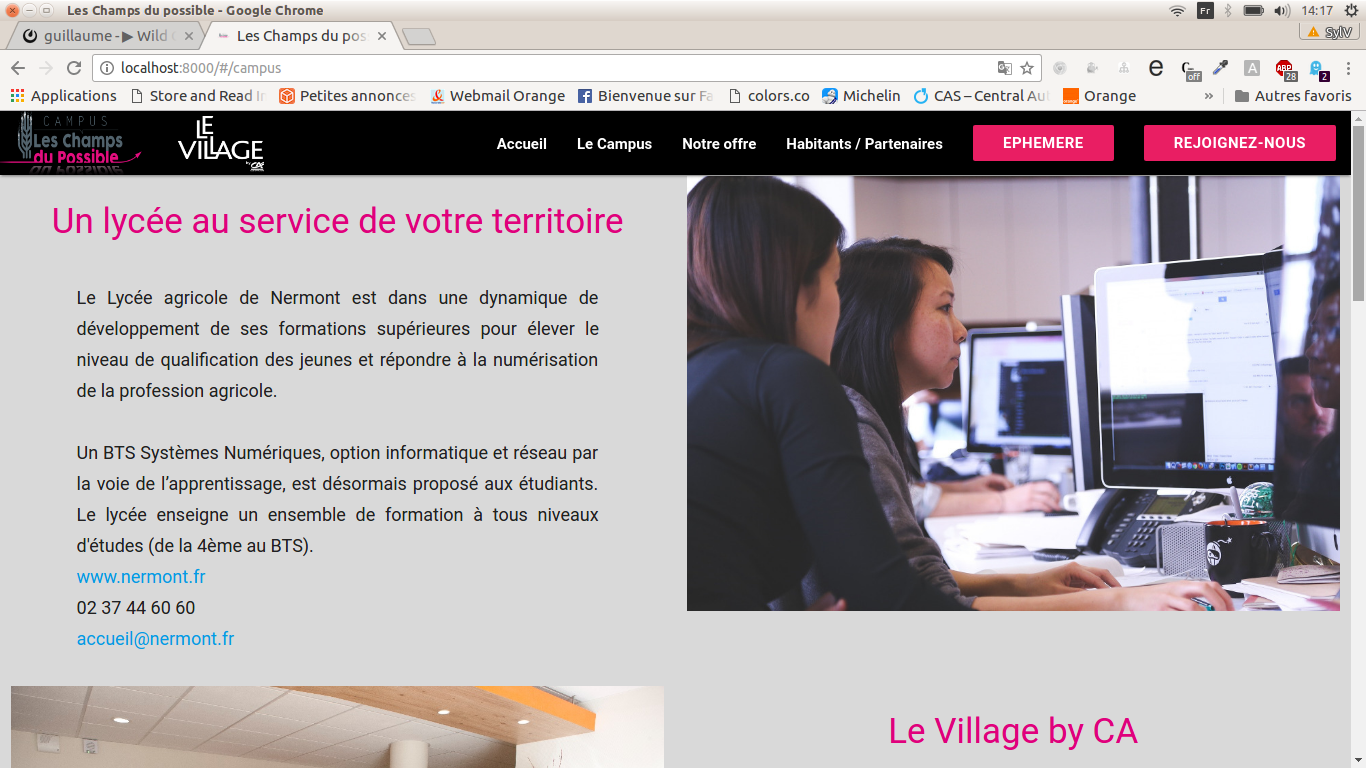 Les Champs du possible - Google Chrome
Fr
14:17
guillaume - ▶ Wild
Les Champs du pos
SylV
localhost:8000/#/campus
off
ABP
28
2
Applications
Store and Read
Petites annonces
Webmail Orange
Bienvenue sur Fa
colors.co
Michelin
CAS – Central Au
Orange
»
Autres favoris
CAMPUS
Les Champs
du Possible
LE
VILLAGE
by CA
Accueil
Le Campus
Notre offre
Habitants / Partenaires
EPHEMERE
REJOIGNEZ-NOUS
Un lycée au service de votre territoire
Le Lycée agricole de Nermont est dans une dynamique de
développement de ses formations supérieures pour élever le
niveau de qualification des jeunes et répondre à la numérisation
de la profession agricole.
Un BTS Systèmes Numériques, option informatique et réseau par
la voie de l’apprentissage, est désormais proposé aux étudiants.
Le lycée enseigne un ensemble de formation à tous niveaux
d'études (de la 4ème au BTS).
www.nermont.fr
02 37 44 60 60
accueil@nermont.fr
Le Village by CA